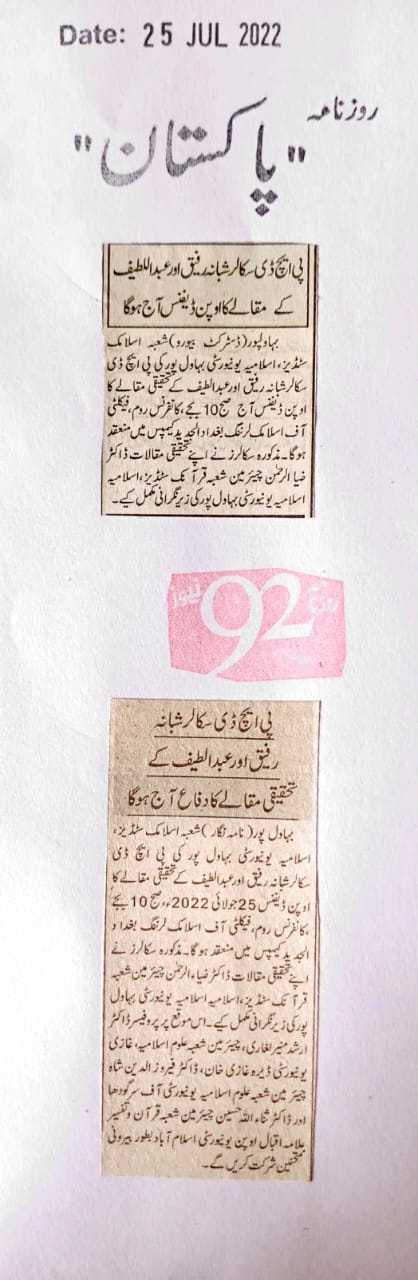 Date: 25 JUL 2022
روزنامہ
"پاکستان"
پی ایچ ڈی سکالر شبانہ رفیق اور عبداللطیف
کے مقالے کا اوپن ڈیفنس آج ہوگا
بہاولپور (ڈسٹرکٹ بیورو) شعبہ اسلامک
سٹڈیز، اسلامیہ یونیورسٹی بہاول پور کی پی ایچ ڈی
سکالر شبانہ رفیق اور عبدالطیف کے تحقیقی مقالے کا
اوپن ڈیفنس آج صبح 10 بجے، کانفرنس روم، فیکلٹی
آف اسلامک لرننگ بغداد الجدید کیمپس میں منعقد
ہوگا۔ مذکورہ سکالرز نے اپنے تحقیقی مقالات ڈاکٹر
ضیا الرحمٰن چیئرمین شعبہ قرآنک سٹڈیز، اسلامیہ
اسلامیہ یونیورسٹی بہاول پور کی زیر نگرانی مکمل کیے۔
روزنامہ 92 نیوز
پی ایچ ڈی سکالر شبانہ
رفیق اور عبدالطیف کے
تحقیقی مقالے کا دفاع آج ہوگا
بہاول پور (نامہ نگار) شعبہ اسلامک سٹڈیز،
اسلامیہ یونیورسٹی بہاول پور کی پی ایچ ڈی
سکالر شبانہ رفیق اور عبدالطیف کے تحقیقی مقالے کا
اوپن ڈیفنس 25 جولائی 2022ء، صبح 10 بجے
، کانفرنس روم، فیکلٹی آف اسلامک لرننگ بغداد
الجدید کیمپس میں منعقد ہوگا۔ مذکورہ سکالرز نے
اپنے تحقیقی مقالات ڈاکٹر ضیاء الرحمٰن چیئرمین شعبہ
قرآنک سٹڈیز، اسلامیہ اسلامیہ یونیورسٹی بہاول
پور کی زیر نگرانی مکمل کیے۔ اس موقع پر پروفیسر ڈاکٹر
ارشد منیر لغاری، چیئرمین شعبہ علوم اسلامیہ، غازی
یونیورسٹی ڈیرہ غازی خان، ڈاکٹر فیروز الدین شاہ
چیئرمین شعبہ علوم اسلامیہ یونیورسٹی آف سرگودھا
اور ڈاکٹر ثناء اللہ حسین چیئرمین شعبہ قرآن و تفسیر
علامہ اقبال اوپن یونیورسٹی اسلام آباد بطور بیرونی
ممتحنین شرکت کریں گے۔